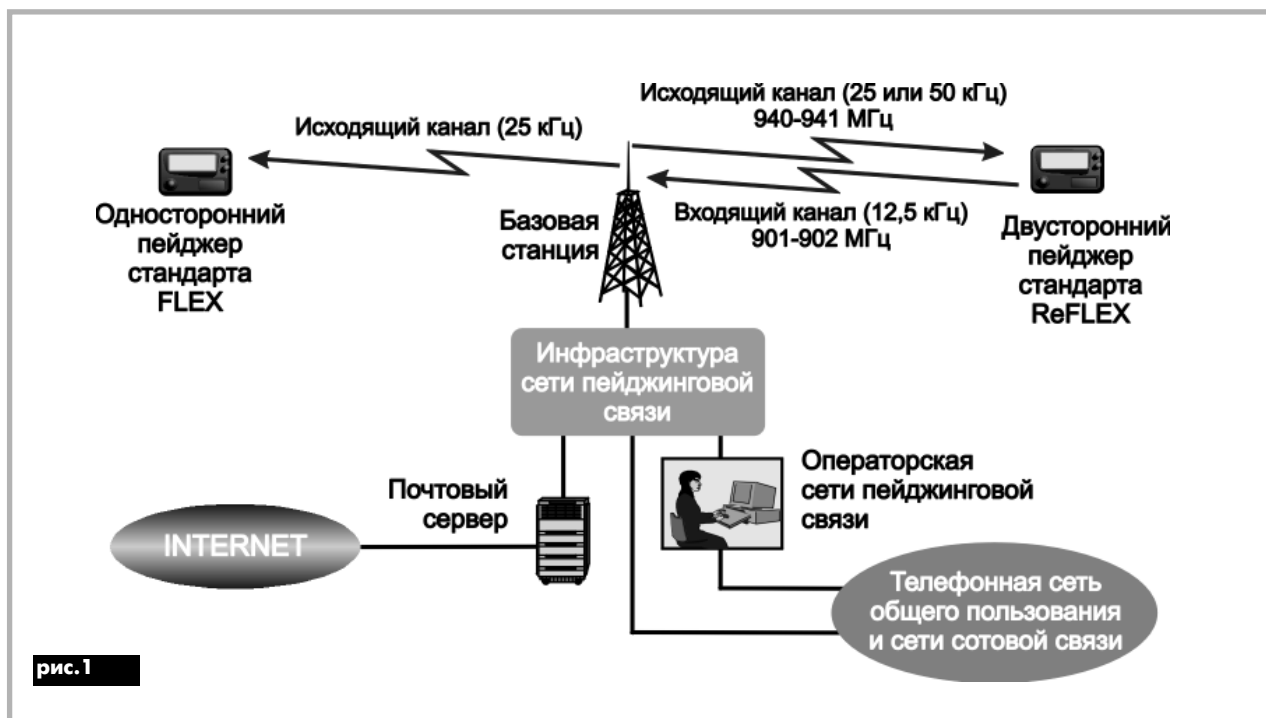 Исходящий канал (25 или 50 кГц)
940-941 МГц
Исходящий канал (25 кГц)
Односторонний
пейджер
стандарта
FLEX
Базовая
станция
Входящий канал (12,5 кГц)
901-902 МГц
Двусторонний
пейджер
стандарта
ReFLEX
Инфраструктура
сети пейджинговой
связи
Почтовый
сервер
Операторская
сети пейджинговой
связи
INTERNET
Телефонная сеть
общего пользования
и сети сотовой связи
рис.1